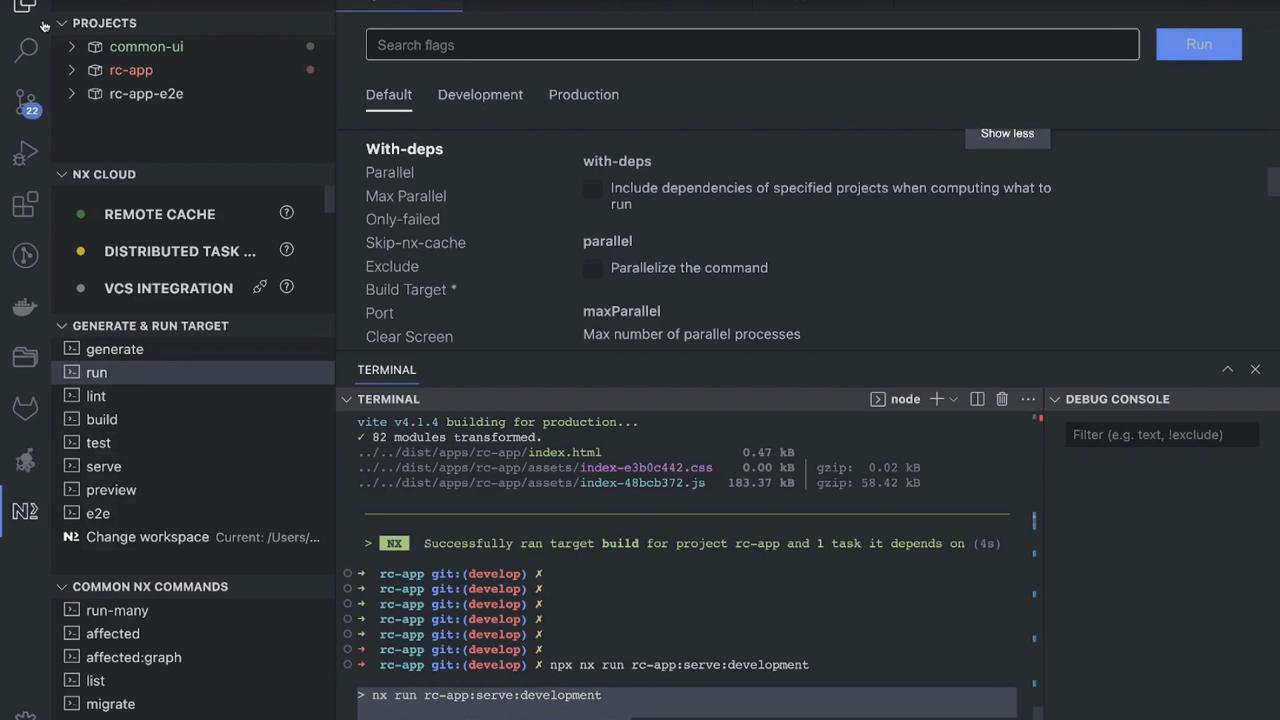 PROJECTS
common-ui
rc-app
rc-app-e2e
22
NX CLOUD
REMOTE CACHE
DISTRIBUTED TASK ...
VCS INTEGRATION
GENERATE & RUN TARGET
generate
run
lint
build
test
serve
preview
e2e
Change workspace Current: /Users/...
COMMON NX COMMANDS
run-many
affected
affected:graph
list
migrate
Search flags
Run
Default Development Production
Show less
With-deps
Parallel
Max Parallel
Only-failed
Skip-nx-cache
Exclude
Build Target *
Port
Clear Screen
with-deps
Include dependencies of specified projects when computing what to
run
parallel
Parallelize the command
maxParallel
Max number of parallel processes
TERMINAL
TERMINAL
node
vite v4.1.4 building for production...
✓ 82 modules transformed.
../../dist/apps/rc-app/index.html 0.47 kB
../../dist/apps/rc-app/assets/index-e3b0c442.css 0.00 kB │ gzip: 0.02 kB
../../dist/apps/rc-app/assets/index-48bcb372.js 183.37 kB │ gzip: 58.42 kB
> NX Successfully ran target build for project rc-app and 1 task it depends on (4s)
➜ rc-app git:(develop) ✗
➜ rc-app git:(develop) ✗
➜ rc-app git:(develop) ✗
➜ rc-app git:(develop) ✗
➜ rc-app git:(develop) ✗
➜ rc-app git:(develop) ✗
➜ rc-app git:(develop) ✗ npx nx run rc-app:serve:development
> nx run rc-app:serve:development
DEBUG CONSOLE
Filter (e.g. text, !exclude)